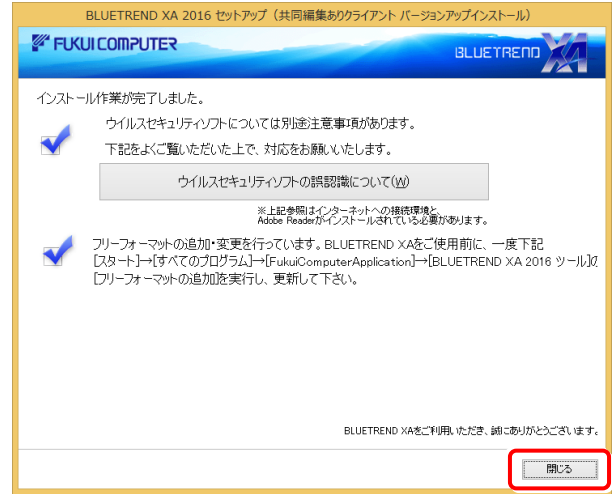 BLUETREND XA 2016 セットアップ (共同編集ありクライアント バージョンアップインストール)
FUKUI COMPUTER
BLUETREND XA
インストール作業が完了しました。
ウイルスセキュリティソフトについては別途注意事項があります。
下記をよくご覧いただいた上で、対応をお願いいたします。
ウイルスセキュリティソフトの誤認識について(W)
※上記参照はインターネットへの接続環境と、
Adobe Readerがインストールされている必要があります。
フリーフォーマットの追加・変更を行っています。BLUETREND XAをご使用前に、一度下記
[スタート]→[すべてのプログラム]→[FukuiComputerApplication]→[BLUETREND XA 2016 ツール]の
[フリーフォーマットの追加]を実行し、更新して下さい。
BLUETREND XAをご利用いただき、誠にありがとうございます。
閉じる